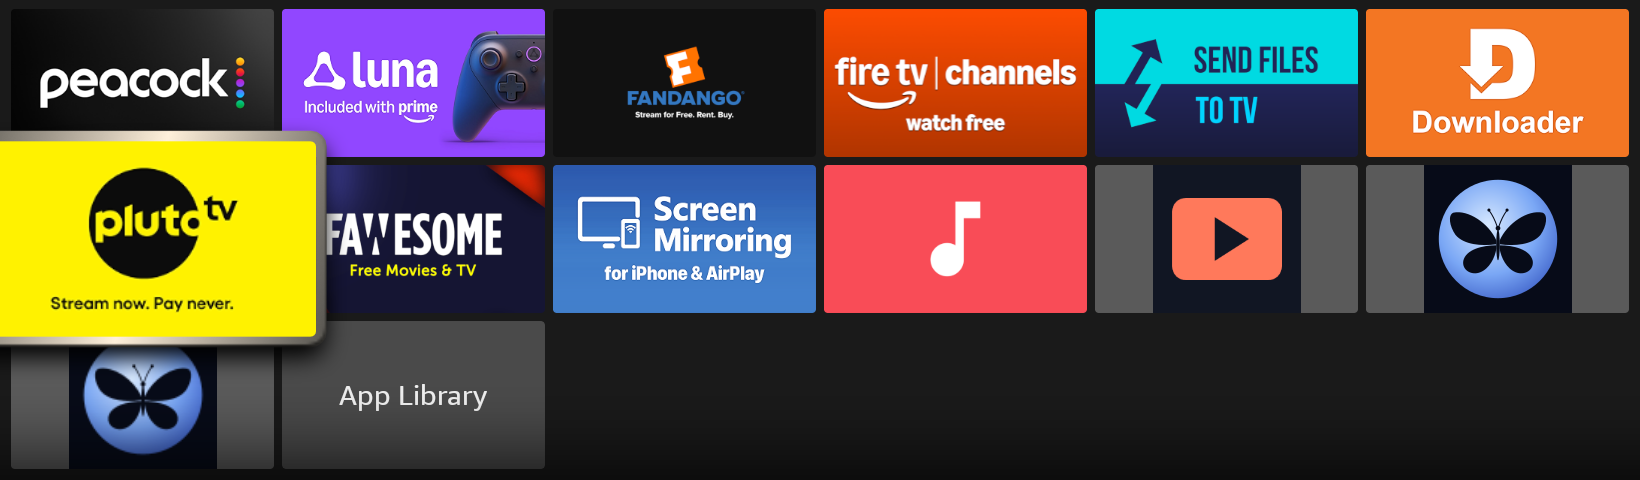 peacock
luna
Included with prime
FANDANGO
Stream for Free. Rent. Buy.
fire tv | channels
watch free
SEND FILES
TO TV
Downloader
pluto tv
Stream now. Pay never.
FAWESOME
Free Movies & TV
Screen
Mirroring
for iPhone & AirPlay
App Library